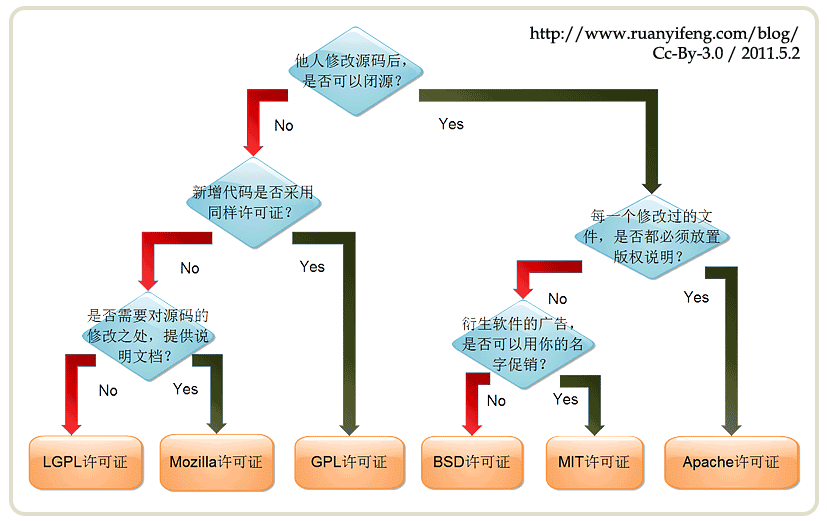 http://www.ruanyifeng.com/blog/
Cc-By-3.0 / 2011.5.2
他人修改源码后，
是否可以闭源？
No
Yes
新增代码是否采用
同样许可证？
每一个修改过的文
件，是否都必须放置
版权说明？
No
Yes
No
Yes
是否需要对源码的
修改之处，提供说
明文档？
衍生软件的广告，
是否可以用你的名
字促销？
No
Yes
No
Yes
LGPL许可证
Mozilla许可证
GPL许可证
BSD许可证
MIT许可证
Apache许可证